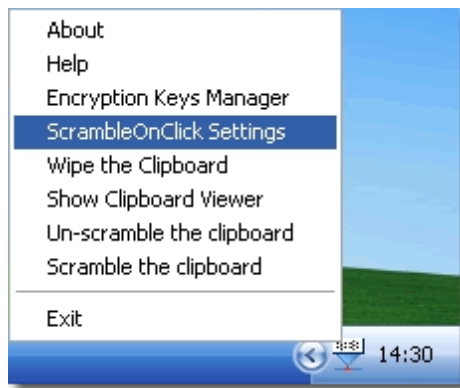 About
Help
Encryption Keys Manager
ScrambleOnClick Settings
Wipe the Clipboard
Show Clipboard Viewer
Un-scramble the clipboard
Scramble the clipboard
Exit
14:30